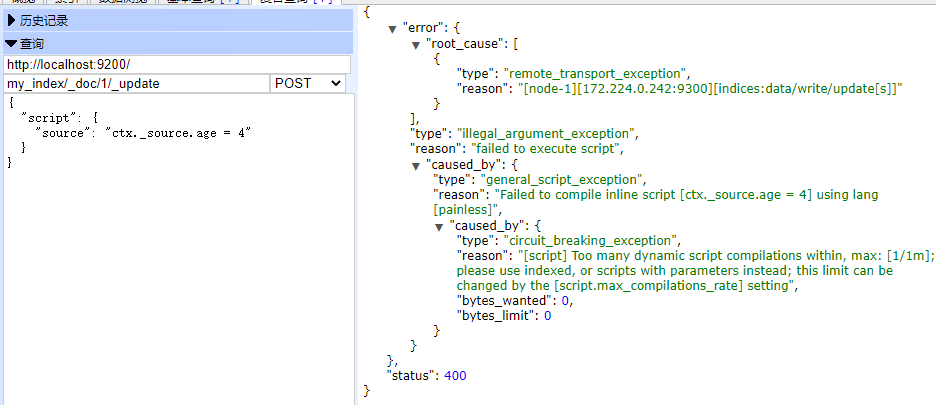 历史记录
查询
http://localhost:9200/
my_index/_doc/1/_update POST
{
"script": {
"source": "ctx._source.age = 4"
}
}
{
"error": {
"root_cause": [
{
"type": "remote_transport_exception",
"reason": "[node-1][172.224.0.242:9300][indices:data/write/update[s]]"
}
],
"type": "illegal_argument_exception",
"reason": "failed to execute script",
"caused_by": {
"type": "general_script_exception",
"reason": "Failed to compile inline script [ctx._source.age = 4] using lang
[painless]",
"caused_by": {
"type": "circuit_breaking_exception",
"reason": "[script] Too many dynamic script compilations within, max: [1/1m];
please use indexed, or scripts with parameters instead; this limit can be
changed by the [script.max_compilations_rate] setting",
"bytes_wanted": 0,
"bytes_limit": 0
}
}
},
"status": 400
}